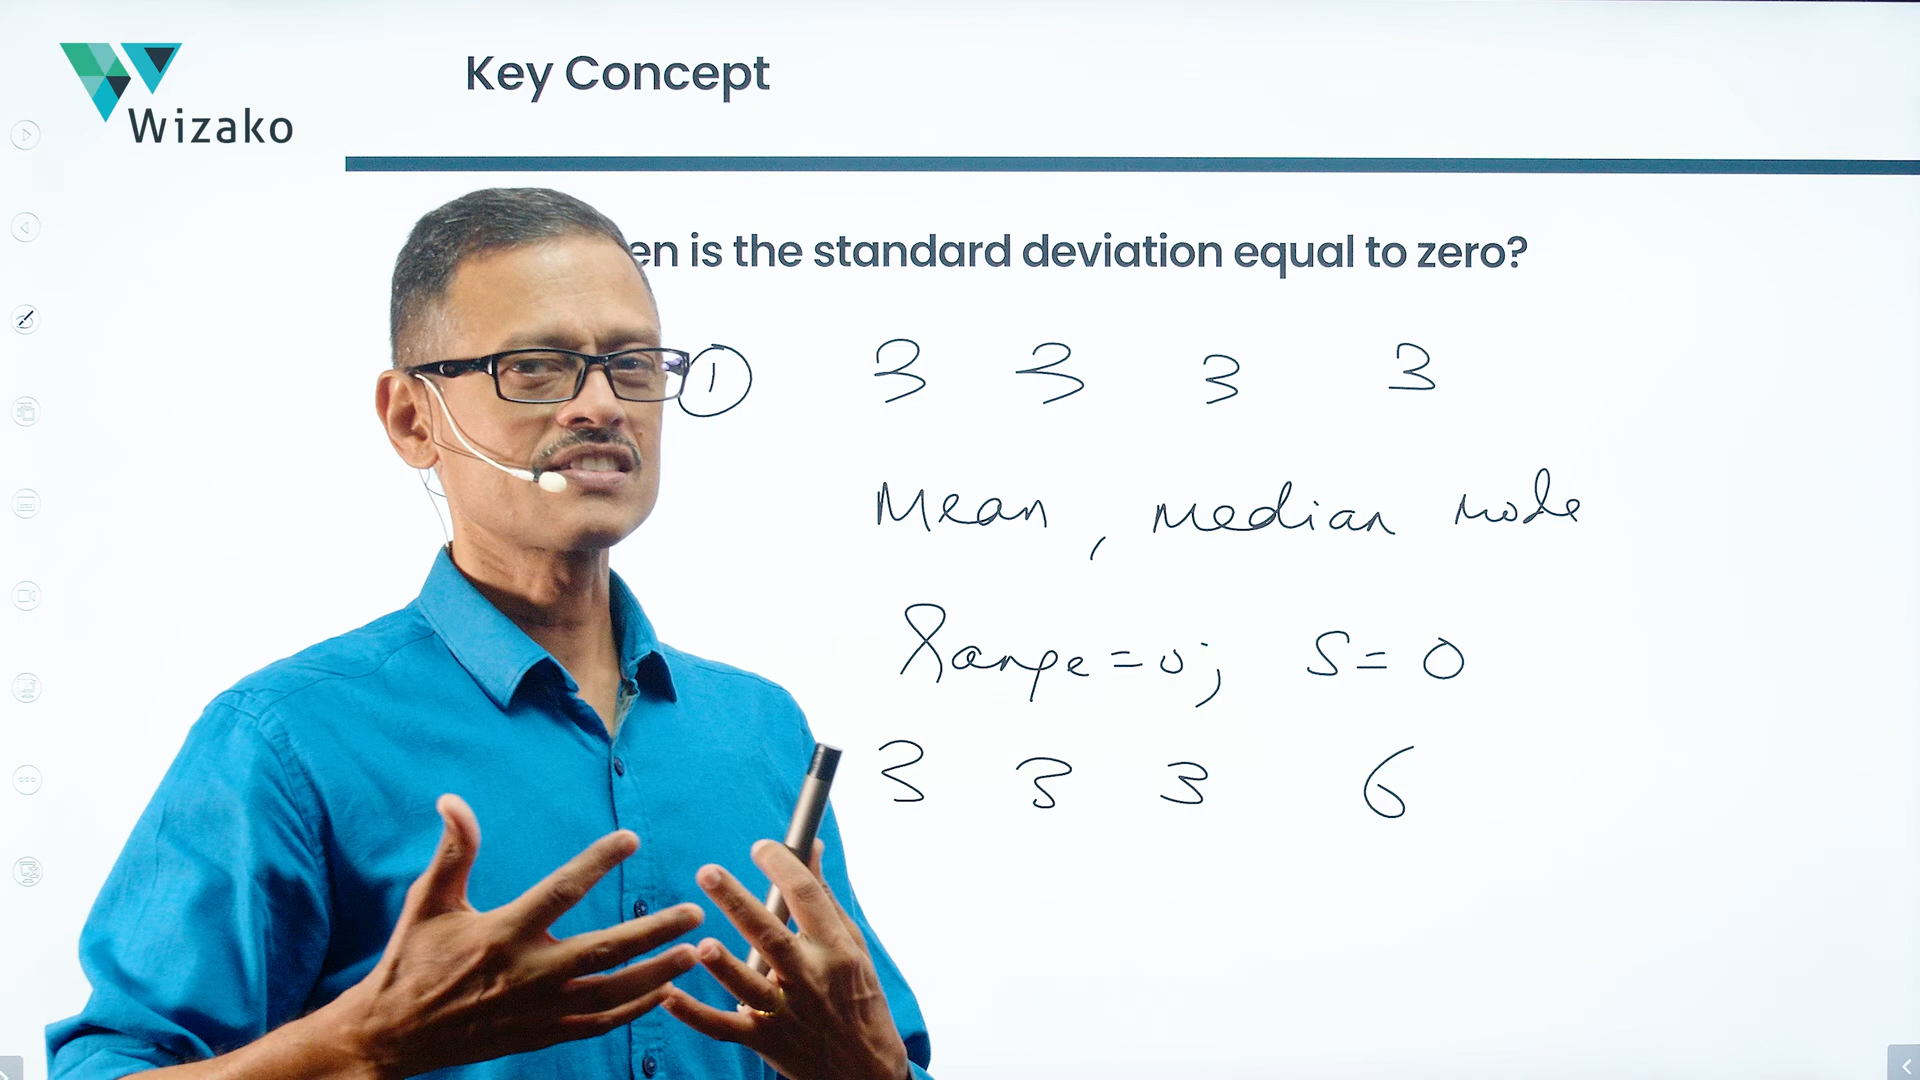 Wizako
Key Concept
en is the standard deviation equal to zero?
1 3 3 3 3
Mean, Median mode
Range = 0; S = 0
3 3 3 6